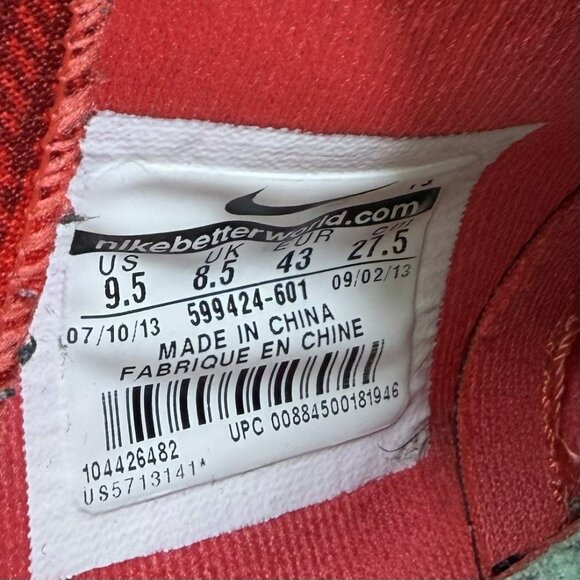 nikebetterworld.com
US UK EUR cm
9.5 8.5 43 27.5
07/10/13 599424-601 09/02/13
MADE IN CHINA
FABRIQUE EN CHINE
UPC 00884500181946
104426482
US5713141*